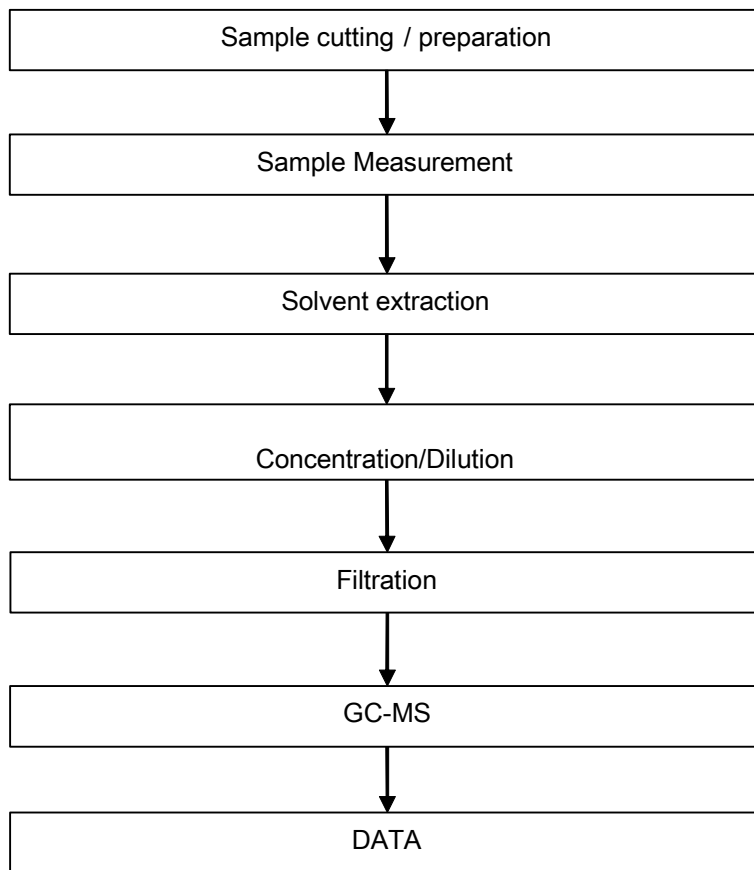 Sample cutting / preparation
Sample Measurement
Solvent extraction
Concentration/Dilution
Filtration
GC-MS
DATA